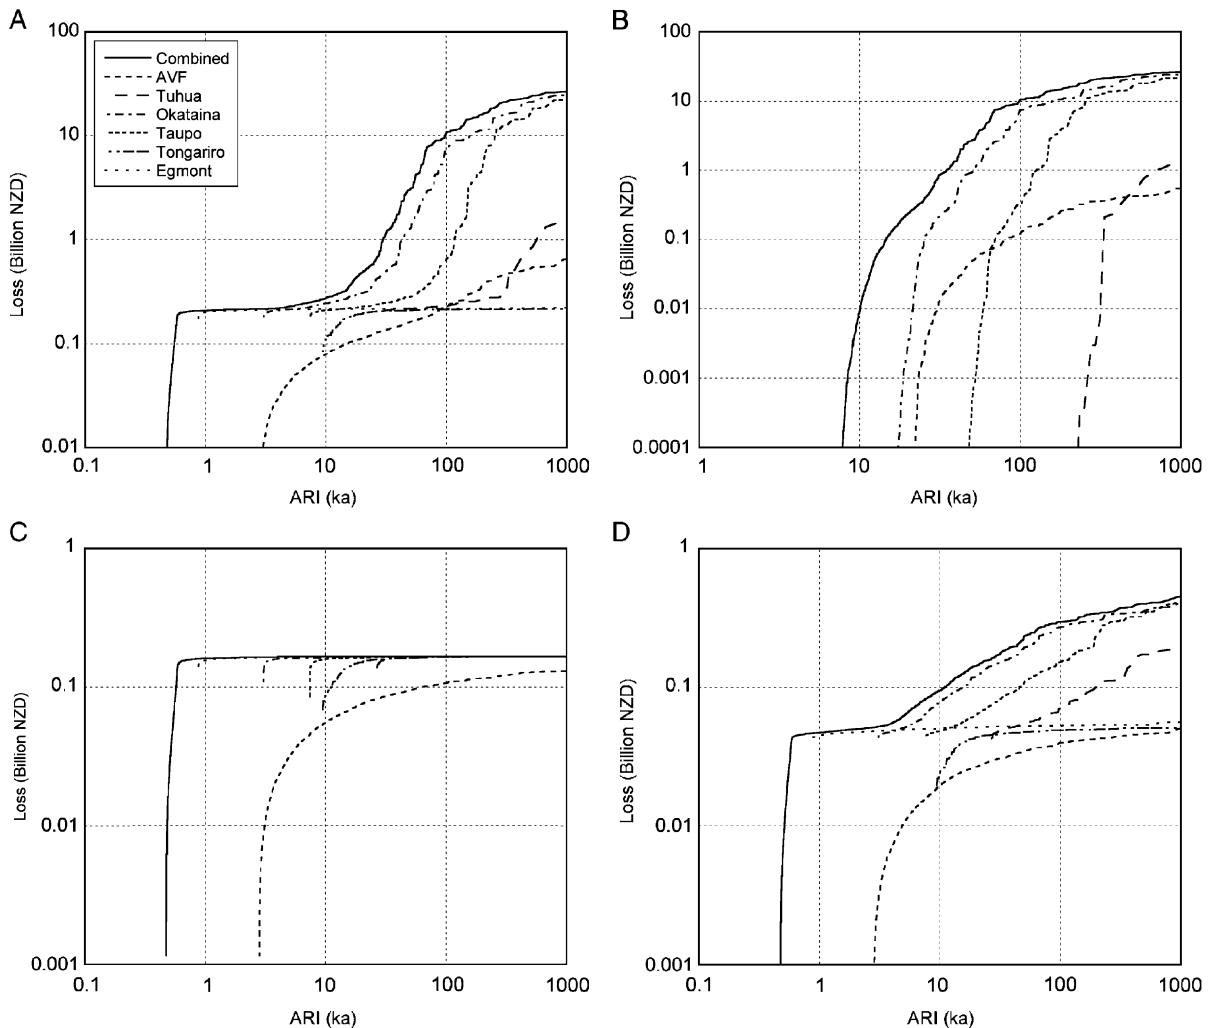 A
100
10
1
0.1
0.01
Loss (Billion NZD)
Combined
AVF
Tuhua
Okataina
Taupo
Tongariro
Egmont
0.1
1
10
100
1000
ARI (ka)
B
100
10
1
0.1
0.01
0.001
0.0001
Loss (Billion NZD)
1
10
100
1000
ARI (ka)
C
1
0.1
0.01
0.001
Loss (Billion NZD)
0.1
1
10
100
1000
ARI (ka)
D
1
0.1
0.01
0.001
Loss (Billion NZD)
0.1
1
10
100
1000
ARI (ka)